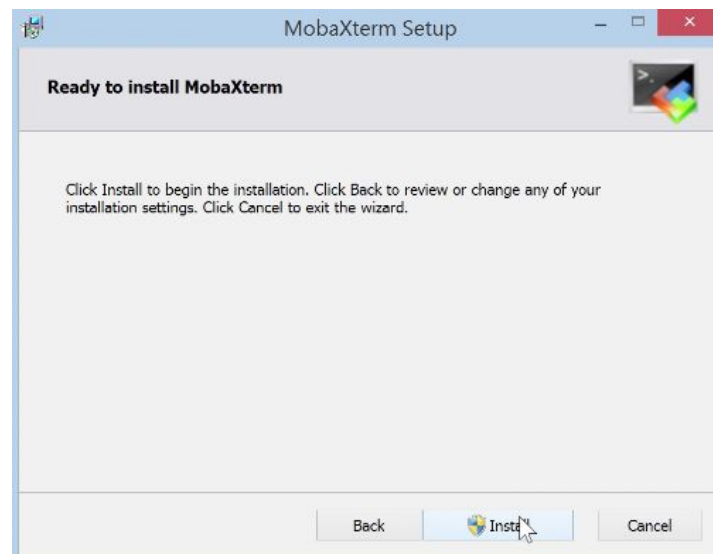 MobaXterm Setup
Ready to install MobaXterm
Click Install to begin the installation. Click Back to review or change any of your
installation settings. Click Cancel to exit the wizard.
Back
Install
Cancel